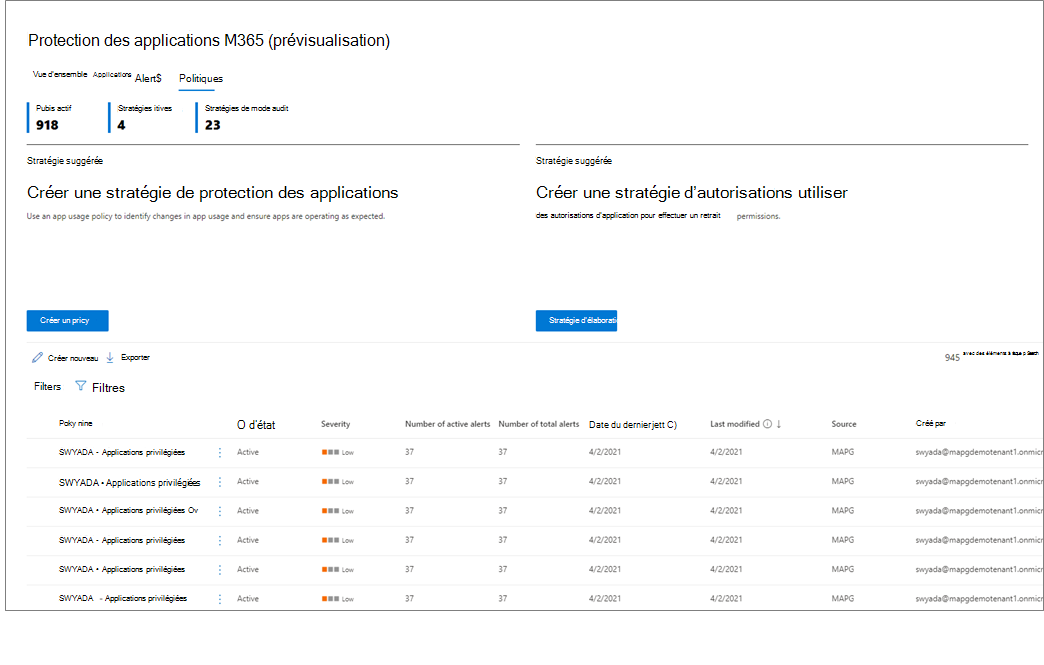 Protection des applications M365 (prévisualisation)
Vue d'ensemble Applications Alert$ Politiques
Pubis actif Stratégies itives Stratégies de mode audit
918 4 23
Stratégie suggérée Stratégie suggérée
Créer une stratégie de protection des applications Créer une stratégie d'autorisations utiliser
Use an app usage policy to identify changes in app usage and ensure apps are operating as expected. des autorisations d'application pour effectuer un retrait permissions.
Créer un pricy Stratégie d'élaborati
Créer nouveau Exporter 945 avec des éléments à
Filters Filtres
Poky nine O d'état Severity Number of active alerts Number of total alerts Date du dernierjett C) Last modified Source Créé par
SWYADA - Applications privilégiées Active Low 37 37 4/2/2021 4/2/2021 MAPG swyada@mapgdemotenant1.onmicr
SWYADA • Applications privilégiées Active Low 37 37 4/2/2021 4/2/2021 MAPG swyada@mapgdemotenant1.onmicr
SWYADA • Applications privilégiées Ov Active Low 37 37 4/2/2021 4/2/2021 MAPG swyada@mapgdemotenant1.onmicr
SWYADA - Applications privilégiées Active Low 37 37 4/2/2021 4/2/2021 MAPG swyada@mapgdemotenant1.onmicr
SWYADA • Applications privilégiées Active Low 37 37 4/2/2021 4/2/2021 MAPG swyada@mapgdemotenant1.onmicr
SWYADA - Applications privilégiées Active Low 37 37 4/2/2021 4/2/2021 MAPG swyada@mapgdemotenant1.onmicr